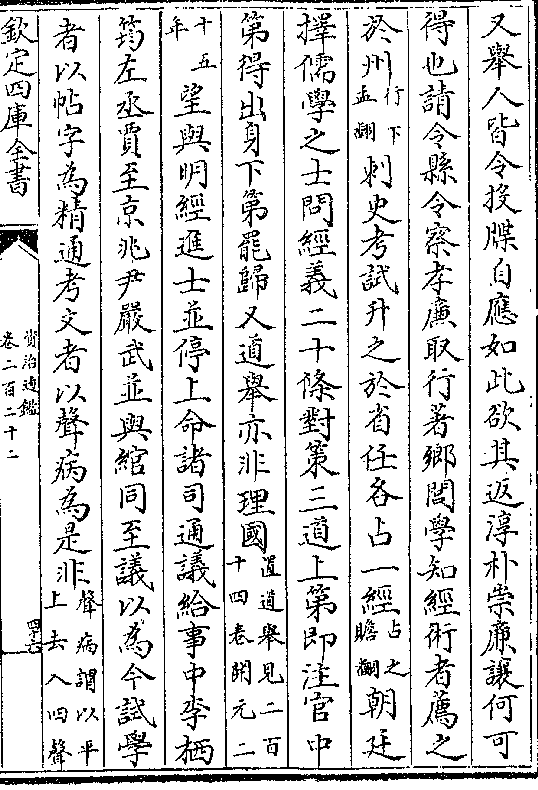 又舉人皆令投牒自應如此欲其返淳朴崇廉讓何可
得也請令縣令察孝廉取行著鄉閭學知經術者薦之
於州行下孟翻刺史考試升之於省任各占一經占之贍翻朝廷
擇儒學之士問經義二十條對策三道上第即注官中
第得出身下第罷歸又道舉亦非理國置道舉見二百十四卷開元二
十五年望與明經進士並停上命諸司通議給事中李栖
筠左丞賈至京兆尹嚴武並與綰同至議以為今試學
者以帖字為精通考文者以聲病為是非聲病謂以平上去入四聲
欽定四庫全書
資治通鑑
卷二百二十二